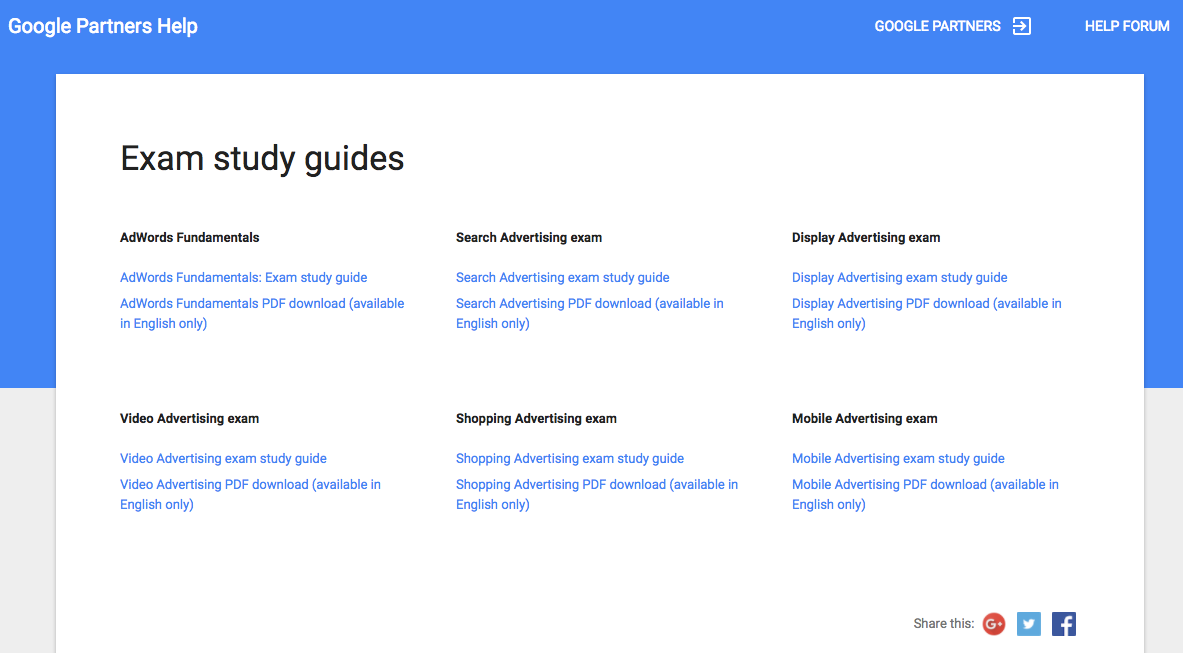 Google Partners Help
GOOGLE PARTNERS
HELP FORUM
Exam study guides
AdWords Fundamentals
AdWords Fundamentals: Exam study guide
AdWords Fundamentals PDF download (available
in English only)
Search Advertising exam
Search Advertising exam study guide
Search Advertising PDF download (available in
English only)
Display Advertising exam
Display Advertising exam study guide
Display Advertising PDF download (available in
English only)
Video Advertising exam
Video Advertising exam study guide
Video Advertising PDF download (available in
English only)
Shopping Advertising exam
Shopping Advertising exam study guide
Shopping Advertising PDF download (available in
English only)
Mobile Advertising exam
Mobile Advertising exam study guide
Mobile Advertising PDF download (available in
English only)
Share this: